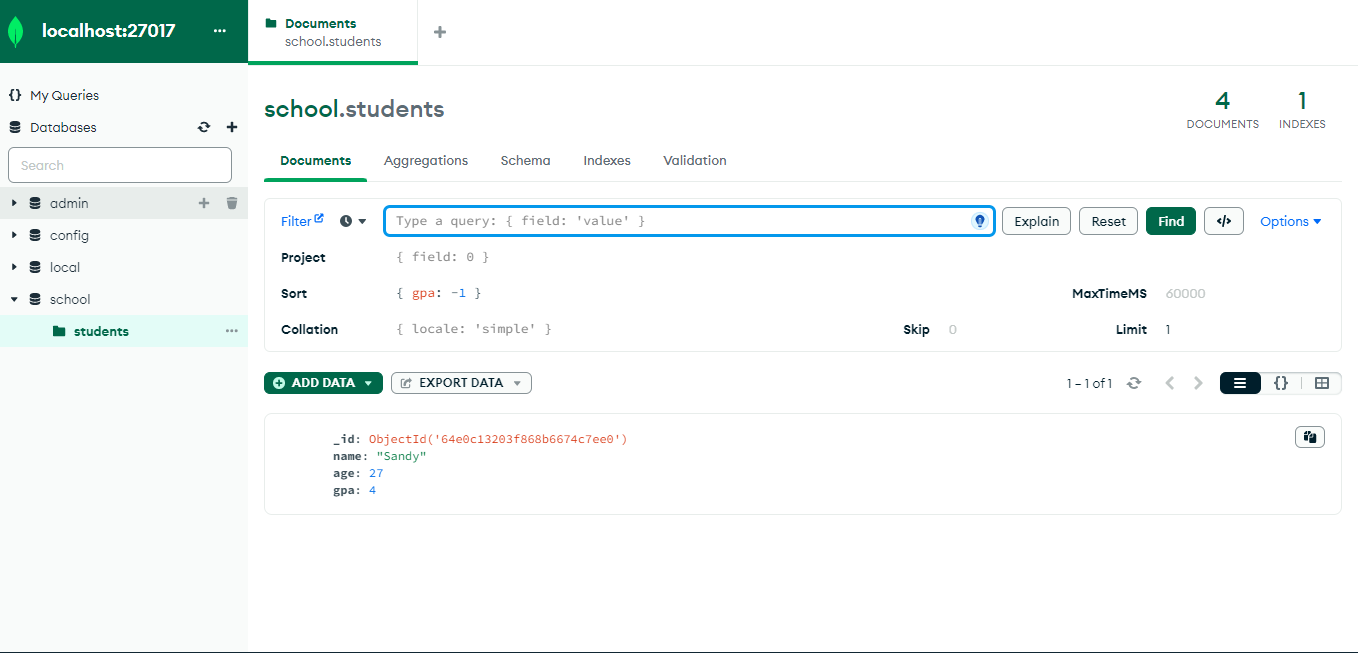 localhost:27017 ...
Documents
school.students
{} My Queries
Databases
Search
admin
config
local
school
students
school.students
4
DOCUMENTS
1
INDEXES
Documents Aggregations Schema Indexes Validation
Filter Type a query: { field: 'value' } Explain Reset Find </> Options
Project { field: 0 }
Sort { gpa: -1 } MaxTimeMS 60000
Collation { locale: 'simple' } Skip 0 Limit 1
ADD DATA EXPORT DATA 1 – 1 of 1 {}
_id: ObjectId('64e0c13203f868b6674c7ee0')
name: "Sandy"
age: 27
gpa: 4